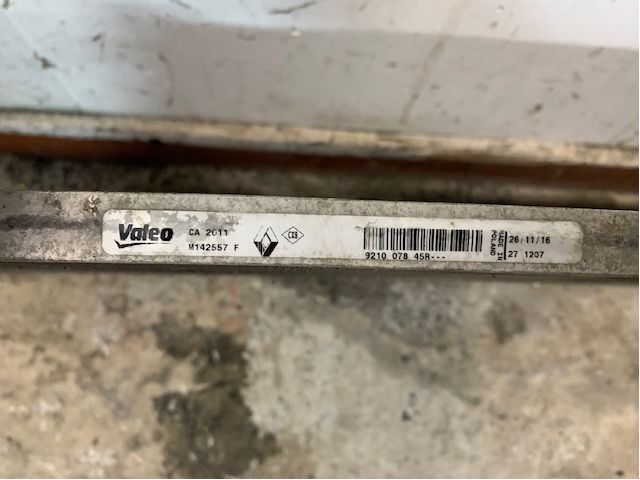 Valeo
CA 2011
M142557 F
9210 078 45R---
MADE IN
POLAND
26/11/16
27 1207